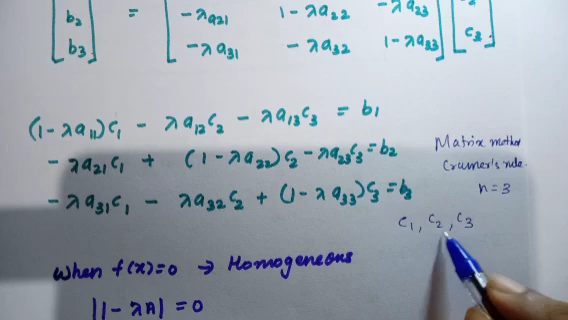 b₂ = -λa₂₁ 1-λa₂₂ -λa₂₃
b₃ -λa₃₁ -λa₃₂ 1-λa₃₃ c₃
(1-λa₁₁)c₁ - λa₁₂c₂ - λa₁₃c₃ = b₁
-λa₂₁c₁ + (1-λa₂₂)c₂ - λa₂₃c₃ = b₂
-λa₃₁c₁ - λa₃₂c₂ + (1-λa₃₃)c₃ = b₃
Matrix method
Cramer's rule.
n=3
c₁, c₂, c₃
When f(x)=0 → Homogeneous
|1-λA| = 0